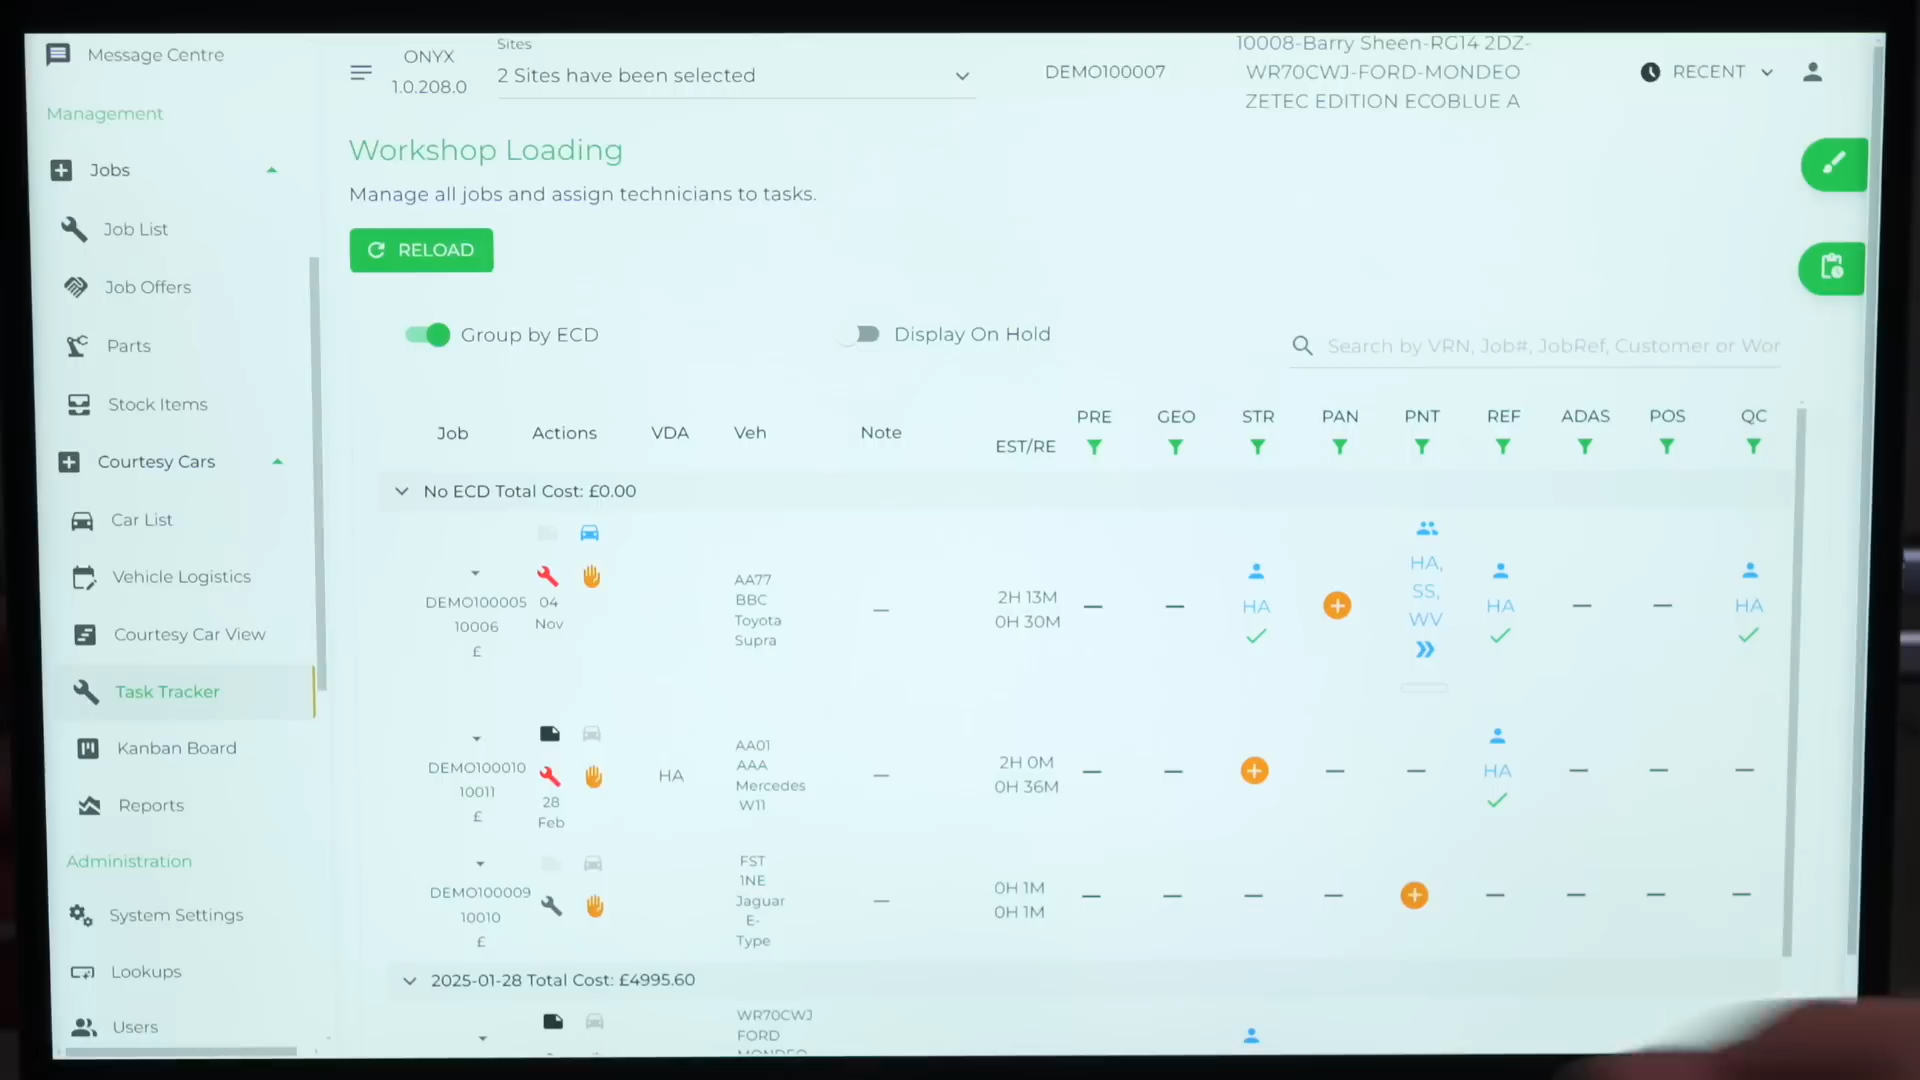 Message Centre
Management
Jobs
Job List
Job Offers
Parts
Stock Items
Courtesy Cars
Car List
Vehicle Logistics
Courtesy Car View
Task Tracker
Kanban Board
Reports
Administration
System Settings
Lookups
Users
ONYX
1.0.208.0
Sites
2 Sites have been selected
DEMO100007
10008-Barry Sheen-RG14 2DZ-
WR70CWJ-FORD-MONDEO
ZETEC EDITION ECOBLUE A
RECENT
Workshop Loading
Manage all jobs and assign technicians to tasks.
RELOAD
Group by ECD
Display On Hold
Search by VRN, Job#, JobRef, Customer or Wor
Job Actions VDA Veh Note EST/RE PRE GEO STR PAN PNT REF ADAS POS QC
No ECD Total Cost: £0.00
DEMO100005
10006
£
04
Nov
AA77
BBC
Toyota
Supra
—
2H 13M
0H 30M
— —
HA
HA,
SS,
WV
HA
— —
HA
DEMO100010
10011
£
28
Feb
HA
AA01
AAA
Mercedes
W11
—
2H 0M
0H 36M
— — — —
HA
— — —
DEMO100009
10010
£
FST
1NE
Jaguar
E-
Type
—
0H 1M
0H 1M
— — — — — — — —
2025-01-28 Total Cost: £4995.60
WR70CWJ
FORD
MONDEO